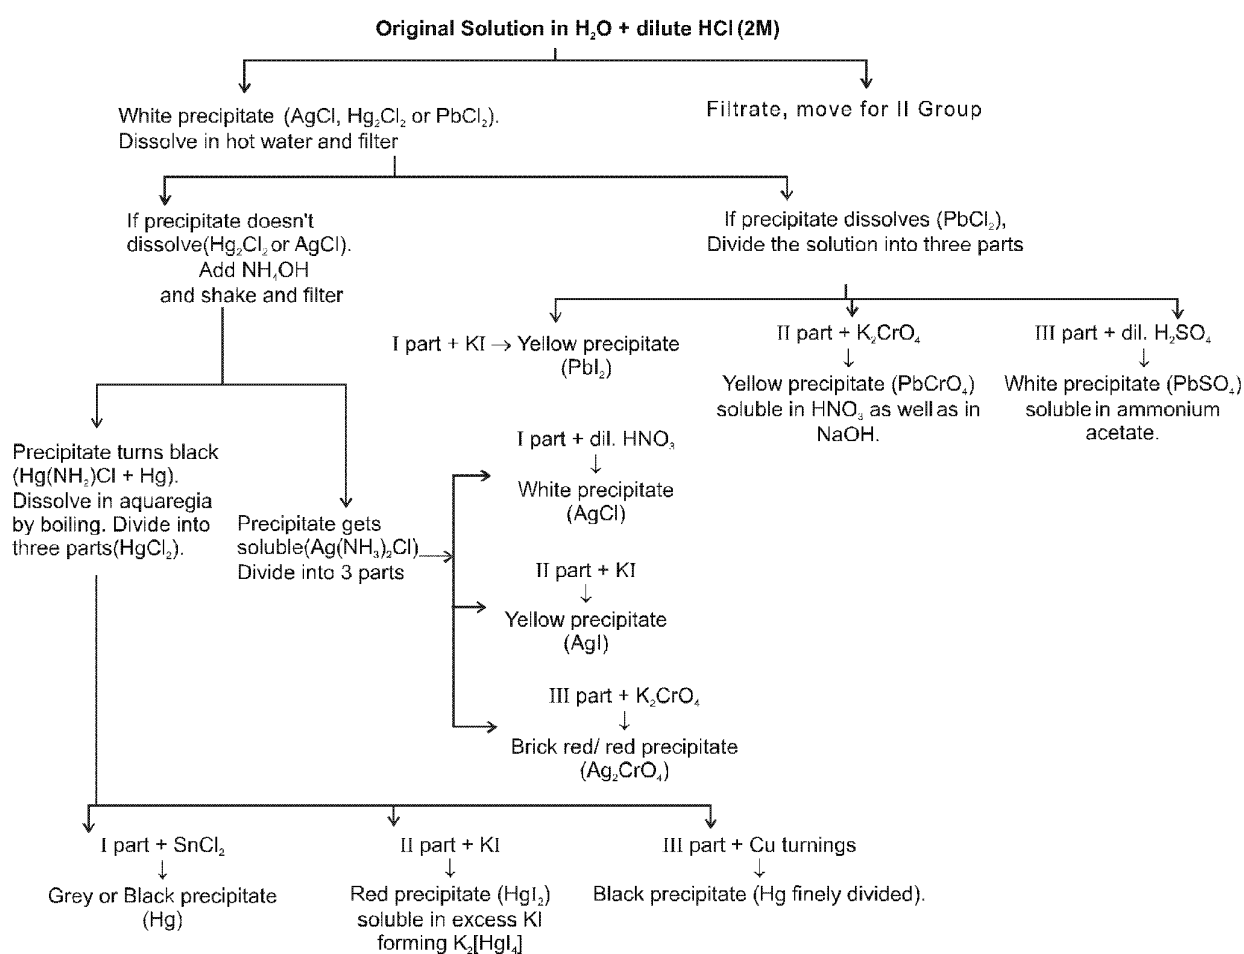 Original Solution in H₂O + dilute HCl (2M)
White precipitate (AgCl, Hg₂Cl₂ or PbCl₂).
Dissolve in hot water and filter
Filtrate, move for II Group
If precipitate doesn't
dissolve(Hg₂Cl₂ or AgCl).
Add NH₄OH
and shake and filter
If precipitate dissolves (PbCl₂),
Divide the solution into three parts
I part + KI → Yellow precipitate
(PbI₂)
II part + K₂CrO₄
↓
Yellow precipitate (PbCrO₄)
soluble in HNO₃ as well as in
NaOH.
III part + dil. H₂SO₄
↓
White precipitate (PbSO₄)
soluble in ammonium
acetate.
Precipitate turns black
(Hg(NH₂)Cl + Hg).
Dissolve in aquaregia
by boiling. Divide into
three parts(HgCl₂).
Precipitate gets
soluble(Ag(NH₃)₂Cl)
Divide into 3 parts
I part + dil. HNO₃
↓
White precipitate
(AgCl)
II part + KI
↓
Yellow precipitate
(AgI)
III part + K₂CrO₄
↓
Brick red/ red precipitate
(Ag₂CrO₄)
I part + SnCl₂
↓
Grey or Black precipitate
(Hg)
II part + KI
↓
Red precipitate (HgI₂)
soluble in excess KI
forming K₂[HgI₄]
III part + Cu turnings
↓
Black precipitate (Hg finely divided).